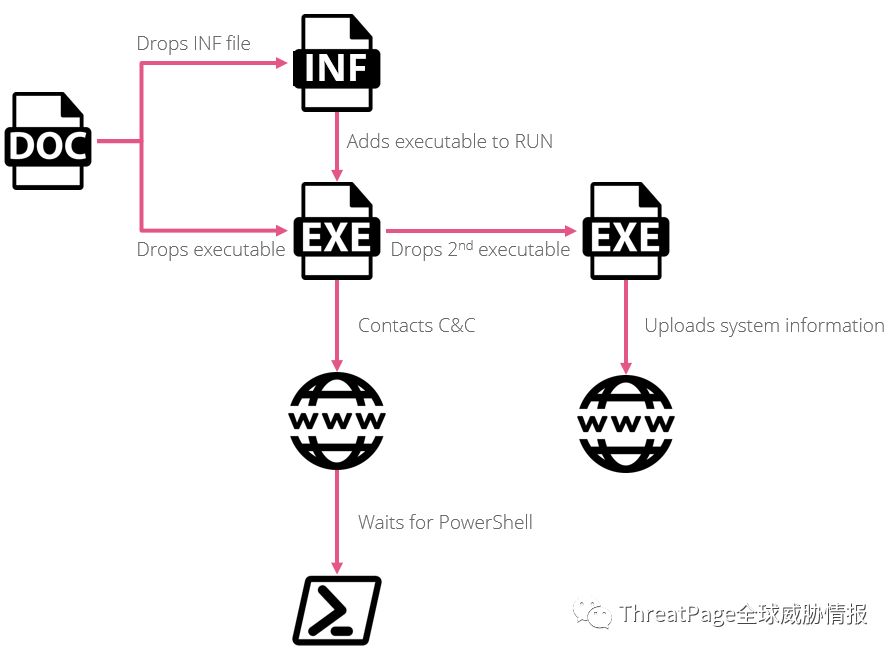 Drops INF file
INF
DOC
Adds executable to RUN
EXE
EXE
Drops executable
Drops 2nd executable
Contacts C&C
Uploads system information
WWW
WWW
Waits for PowerShell
ThreatPage全球威胁情报